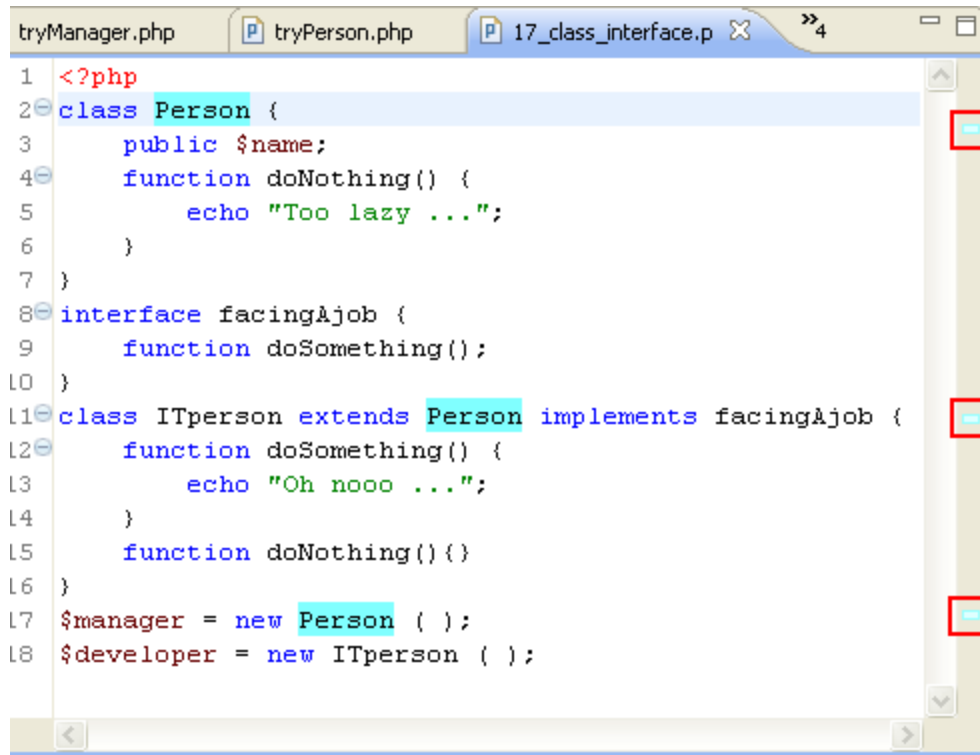 tryManager.php tryPerson.php 17_class_interface.p »4
1 <?php
2 class Person {
3     public $name;
4     function doNothing() {
5         echo "Too lazy ...";
6     }
7 }
8 interface facingAjob {
9     function doSomething();
10 }
11 class ITperson extends Person implements facingAjob {
12     function doSomething() {
13         echo "Oh nooo ...";
14     }
15     function doNothing(){}
16 }
17 $manager = new Person ( );
18 $developer = new ITperson ( );